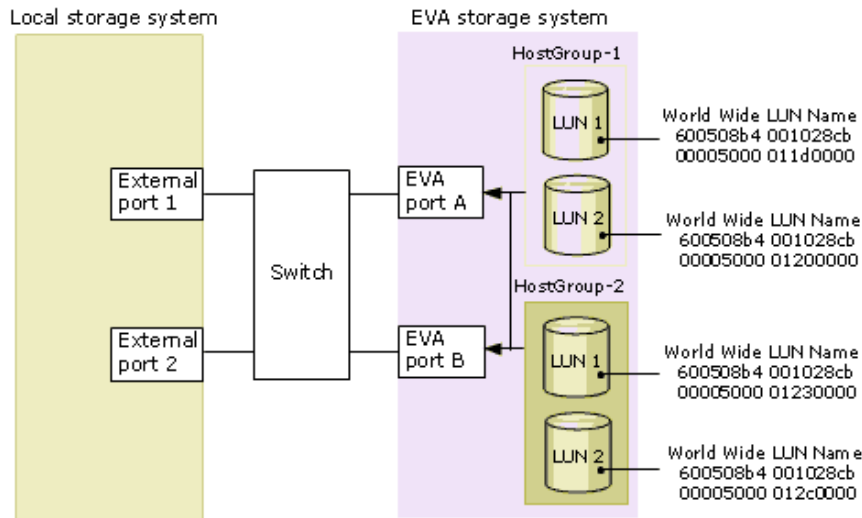 Local storage system
EVA storage system
HostGroup-1
LUN 1
World Wide LUN Name
600508b4 001028cb
00005000 011d0000
External
port 1
EVA
port A
LUN 2
World Wide LUN Name
600508b4 001028cb
00005000 01200000
Switch
HostGroup-2
External
port 2
EVA
port B
LUN 1
World Wide LUN Name
600508b4 001028cb
00005000 01230000
LUN 2
World Wide LUN Name
600508b4 001028cb
00005000 012c0000